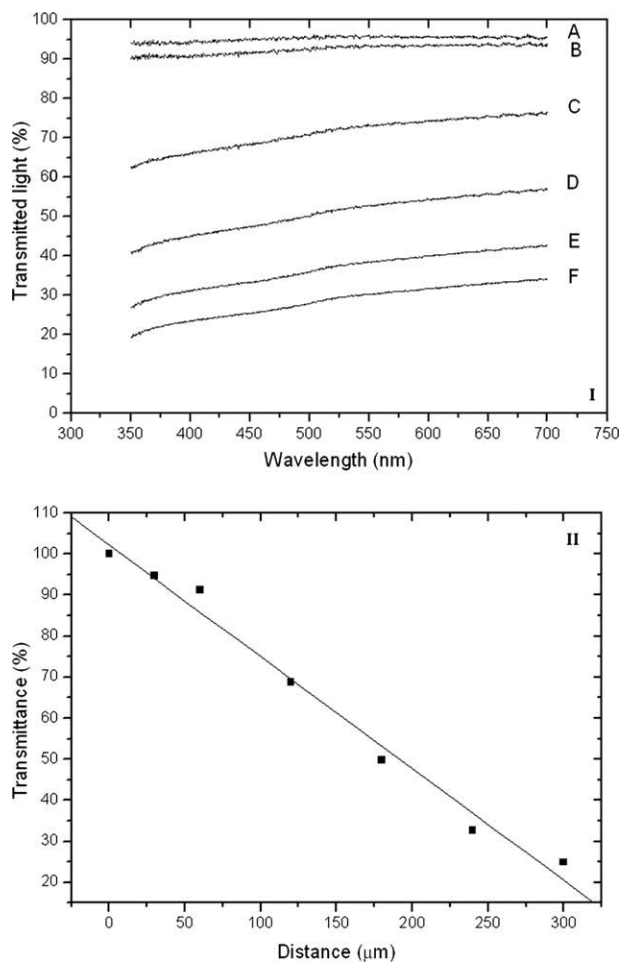 100
90
80
70
60
50
40
30
20
10
0
Transmitted light (%)
A
B
C
D
E
F
I
300 350 400 450 500 550 600 650 700 750
Wavelength (nm)
110
100
90
80
70
60
50
40
30
20
Transmittance (%)
II
0 50 100 150 200 250 300
Distance (μm)